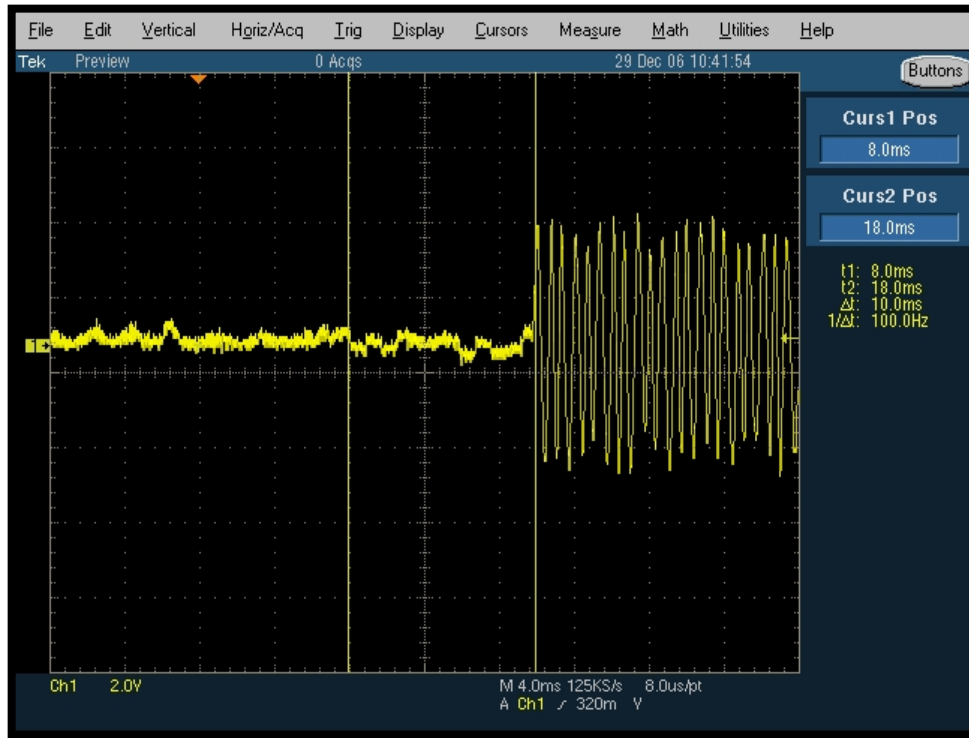 File Edit Vertical Horiz/Acq Trig Display Cursors Measure Math Utilities Help
Tek Preview 0 Acqs 29 Dec 06 10:41:54
Buttons
Curs1 Pos
8.0ms
Curs2 Pos
18.0ms
t1: 8.0ms
t2: 18.0ms
Δt: 10.0ms
1/Δt: 100.0Hz
1
Ch1 2.0V M 4.0ms 125KS/s 8.0us/pt
A Ch1 ∕ 320m V